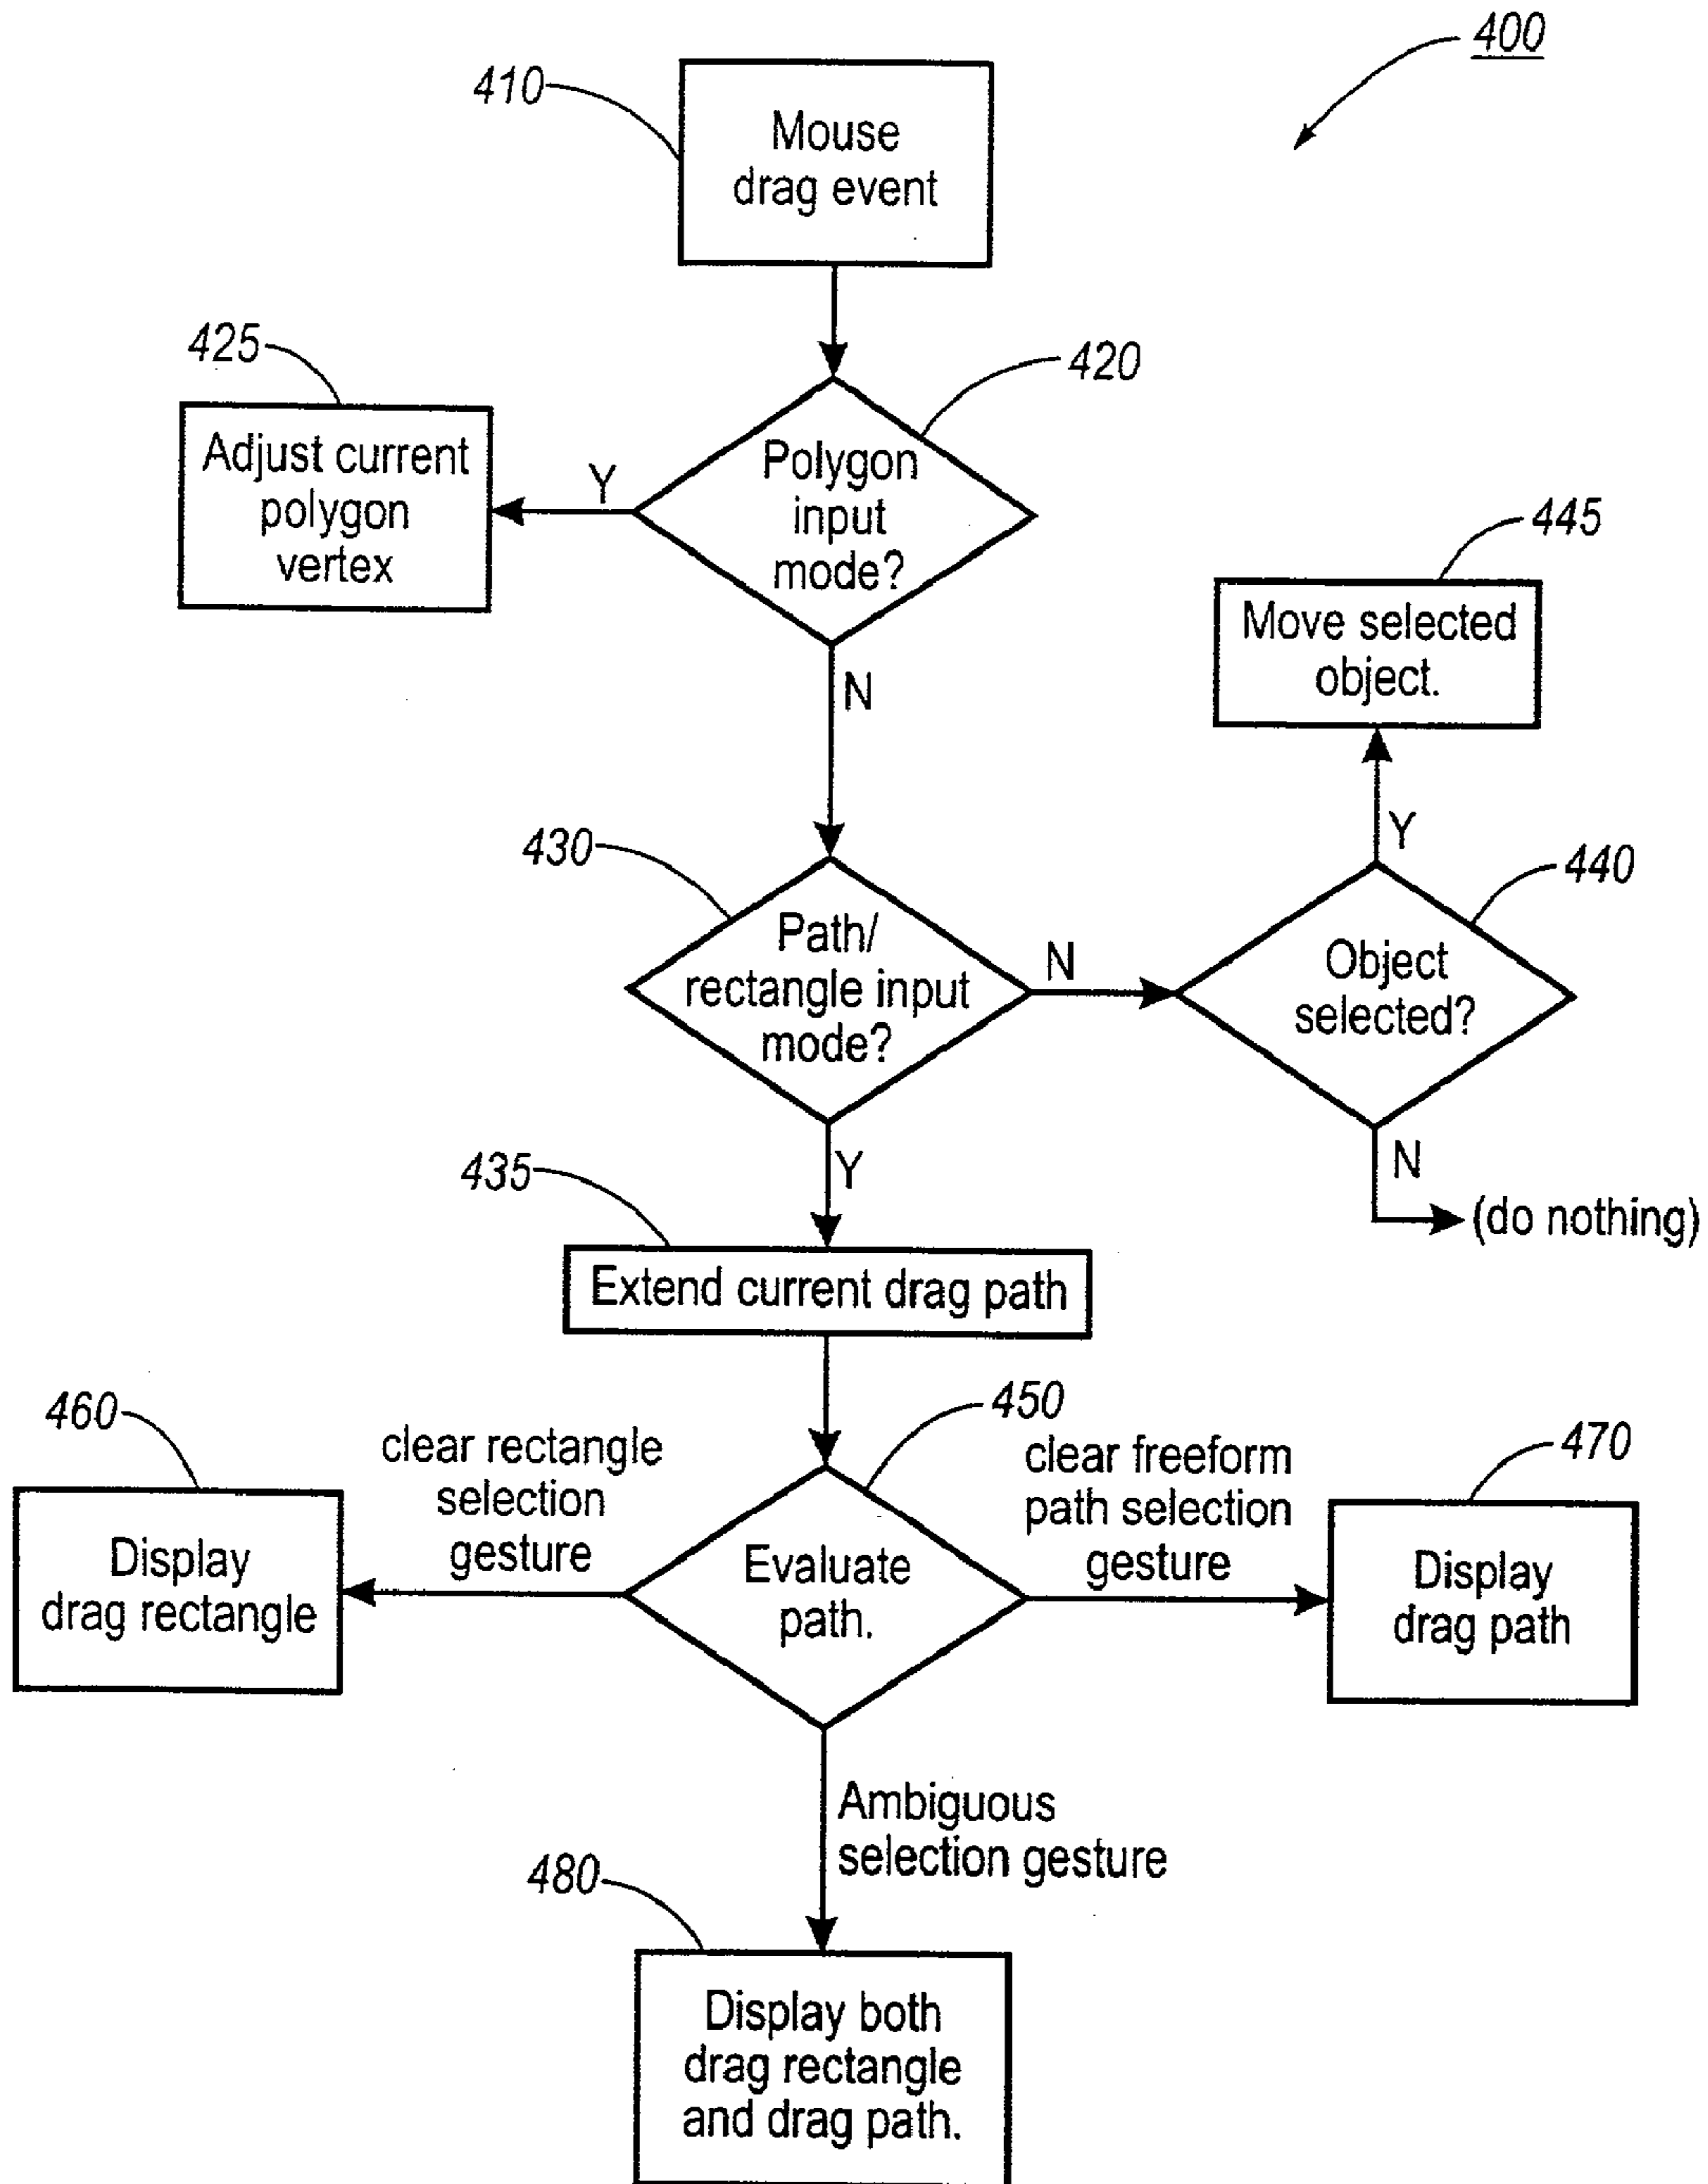 400
410
Mouse
drag event
425
420
Adjust current
polygon
vertex
Y
Polygon
input
mode?
445
Move selected
object.
N
Y
430
440
Path/
rectangle input
mode?
N
Object
selected?
435
Y
N
(do nothing)
Extend current drag path
460
clear rectangle
selection
gesture
450
clear freeform
path selection
gesture
470
Display
drag rectangle
Evaluate
path.
Display
drag path
Ambiguous
selection gesture
480
Display both
drag rectangle
and drag path.